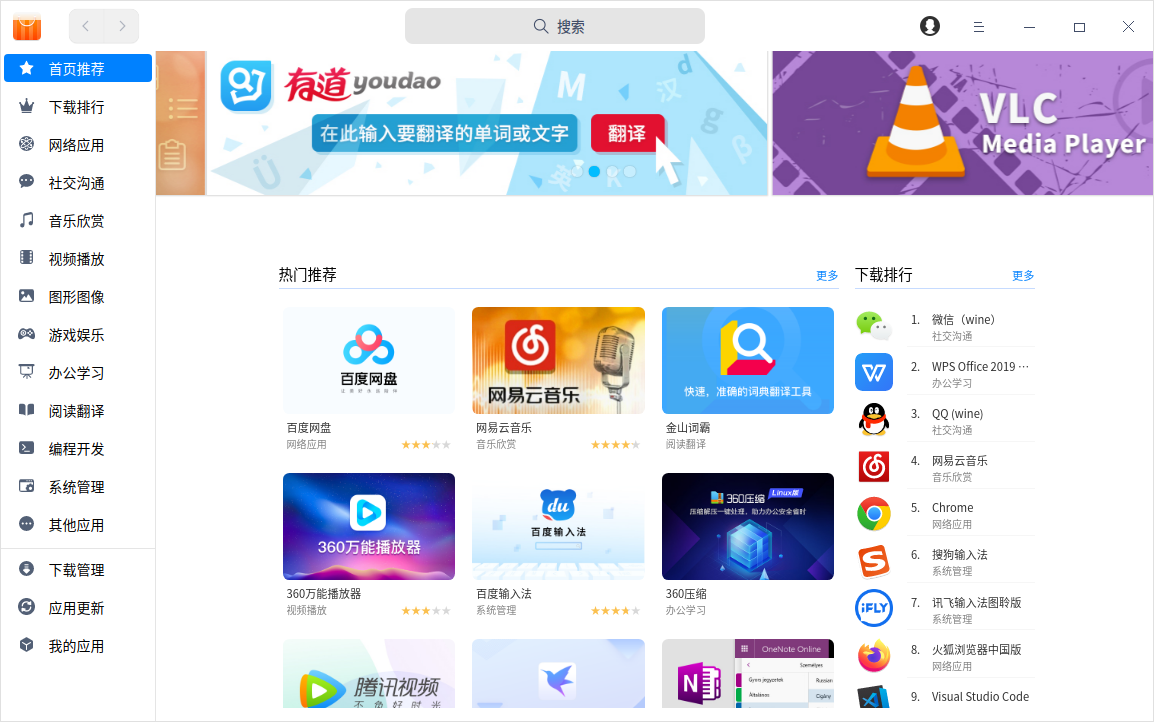 搜索
首页推荐
下载排行
网络应用
社交沟通
音乐欣赏
视频播放
图形图像
游戏娱乐
办公学习
阅读翻译
编程开发
系统管理
其他应用
下载管理
应用更新
我的应用
有道youdao
在此输入要翻译的单词或文字 翻译
VLC
Media Player
热门推荐 更多
百度网盘
百度网盘
网络应用
网易云音乐
网易云音乐
音乐欣赏
快速，准确的词典翻译工具
金山词霸
阅读翻译
360万能播放器
360万能播放器
视频播放
du
百度输入法
百度输入法
系统管理
360压缩 Linux版
压缩解压一键处理，助力办公安全省时
360压缩
办公学习
腾讯视频
不负好时光
OneNote Online
Személyes
Gyors jegyzetek
Általános
Russian
Cigány
下载排行 更多
1. 微信（wine）
社交沟通
2. WPS Office 2019 ···
办公学习
3. QQ (wine)
社交沟通
4. 网易云音乐
音乐欣赏
5. Chrome
网络应用
6. 搜狗输入法
系统管理
iFLY
7. 讯飞输入法图聆版
系统管理
8. 火狐浏览器中国版
网络应用
9. Visual Studio Code